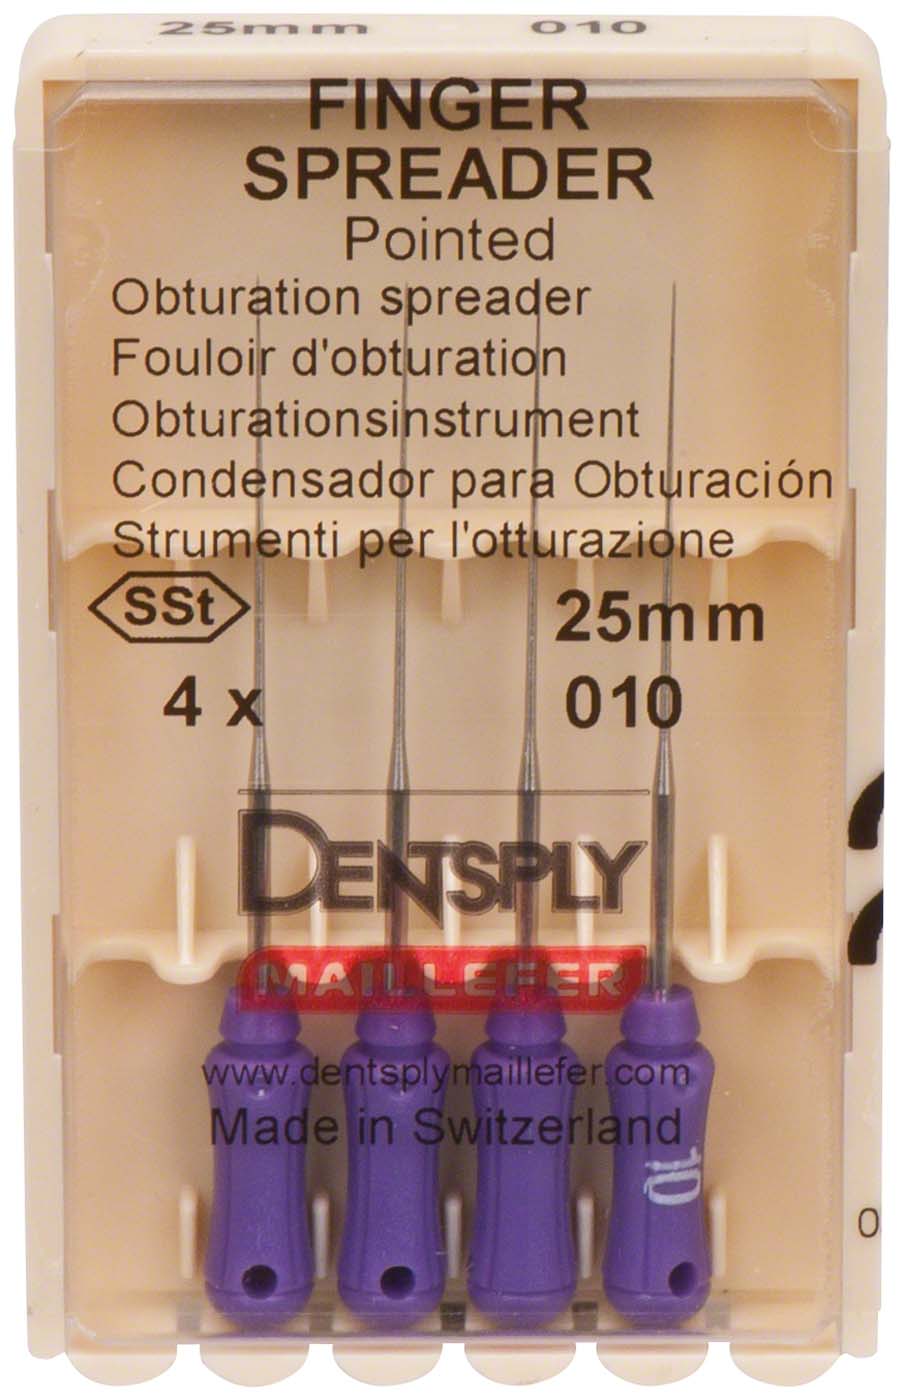 25mm 010
FINGER
SPREADER
Pointed
Obturation spreader
Fouloir d'obturation
Obturationsinstrument
Condensador para Obturación
Strumenti per l'otturazione
SSt 25mm
4 x 010
DENTSPLY
MAILLEFER
www.dentsplymaillefer.com
Made in Switzerland
10